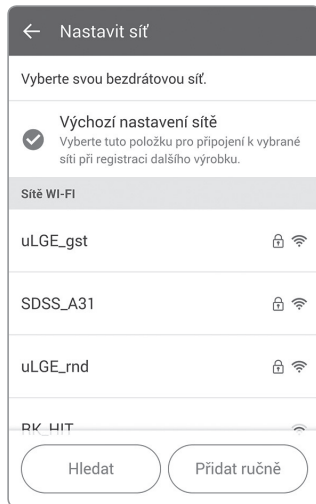 Nastavit síť
Vyberte svou bezdrátovou síť.
Výchozí nastavení sítě
Vyberte tuto položku pro připojení k vybrané
síti při registraci dalšího výrobku.
Sítě WI-FI
uLGE_gst
SDSS_A31
uLGE_rnd
RK_HIT
Hledat
Přidat ručně